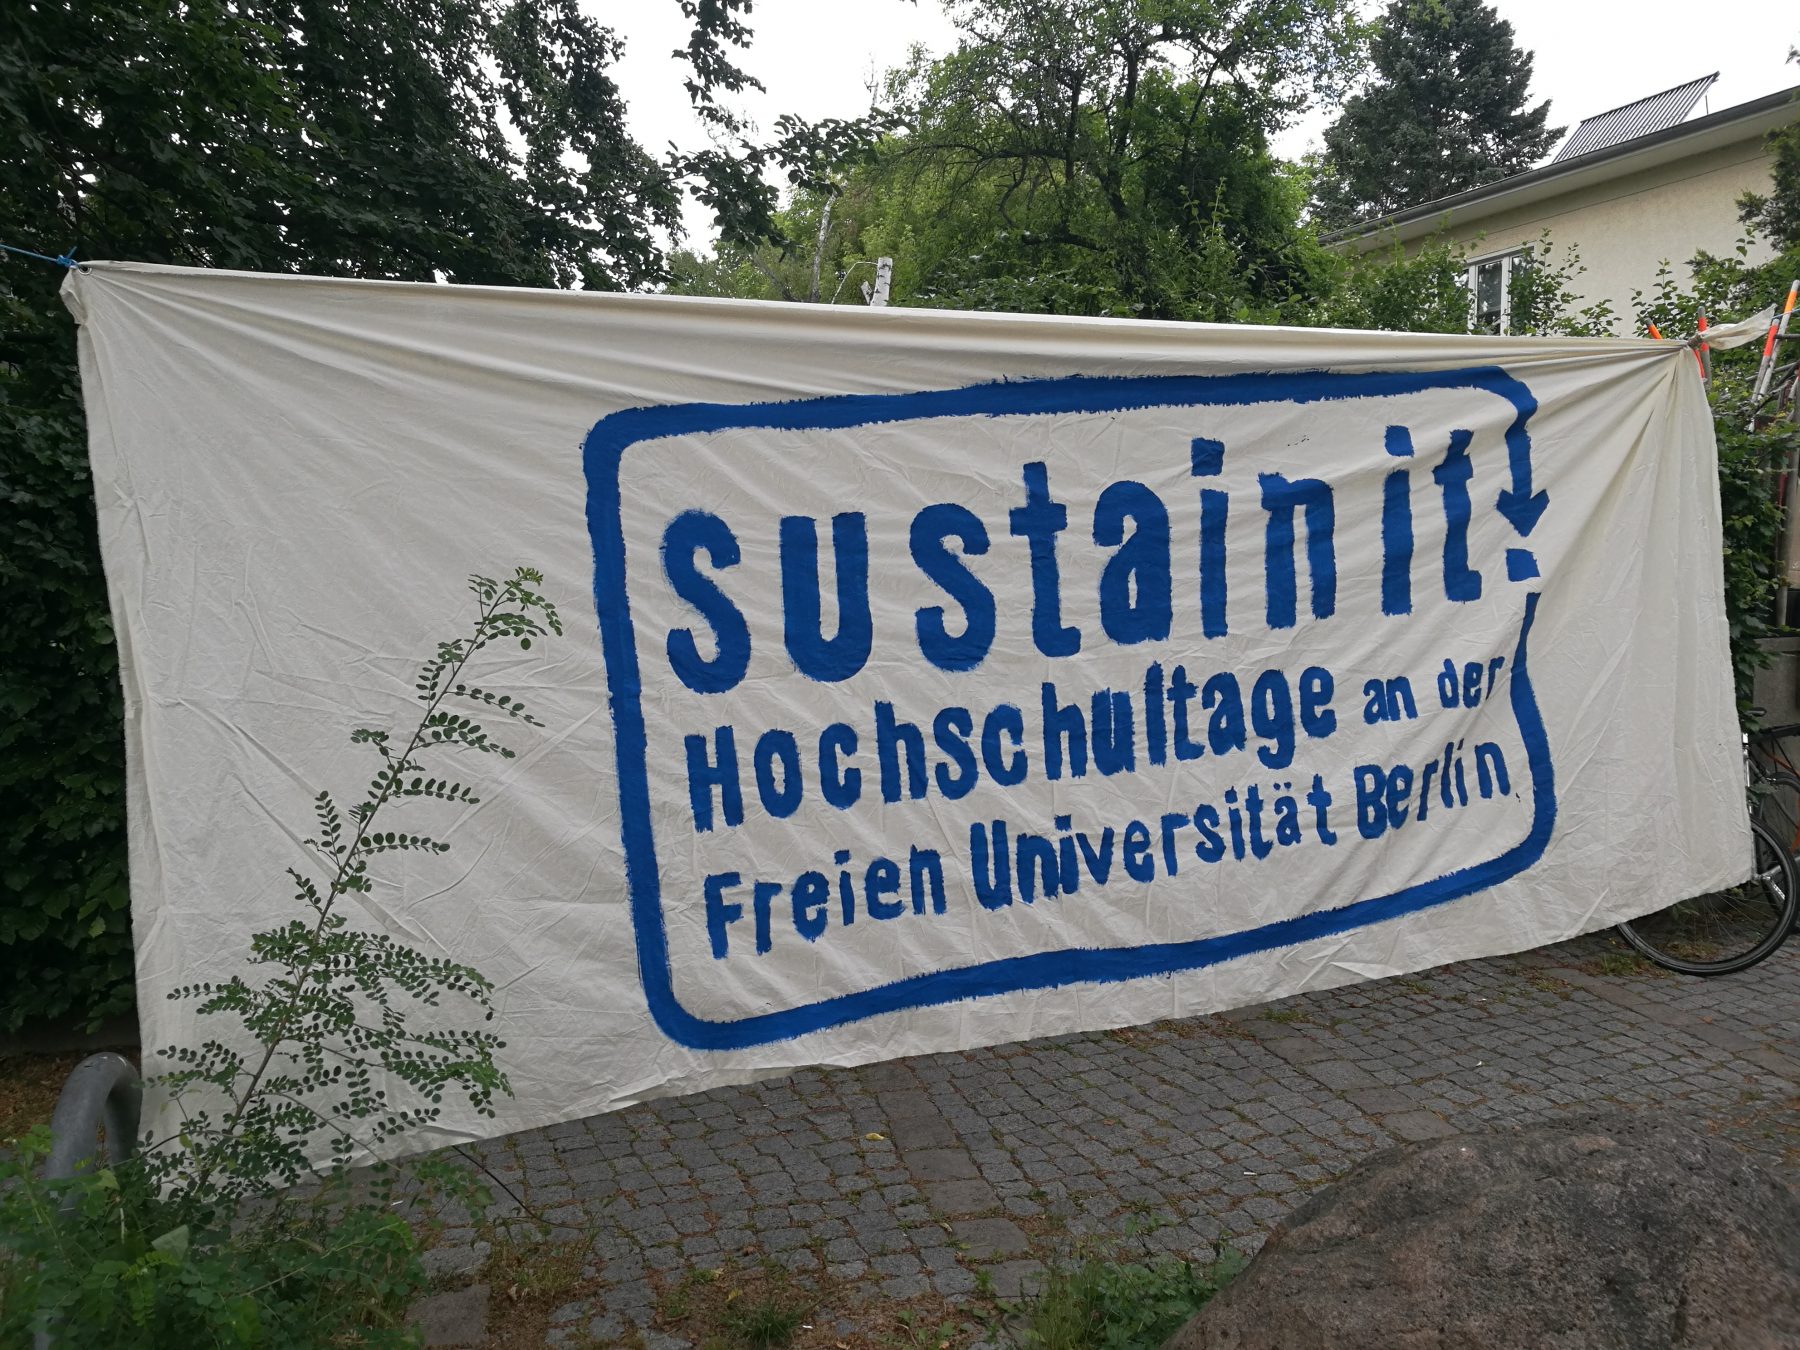 sustain it!
Hochschultage an der
Freien Universität Berlin